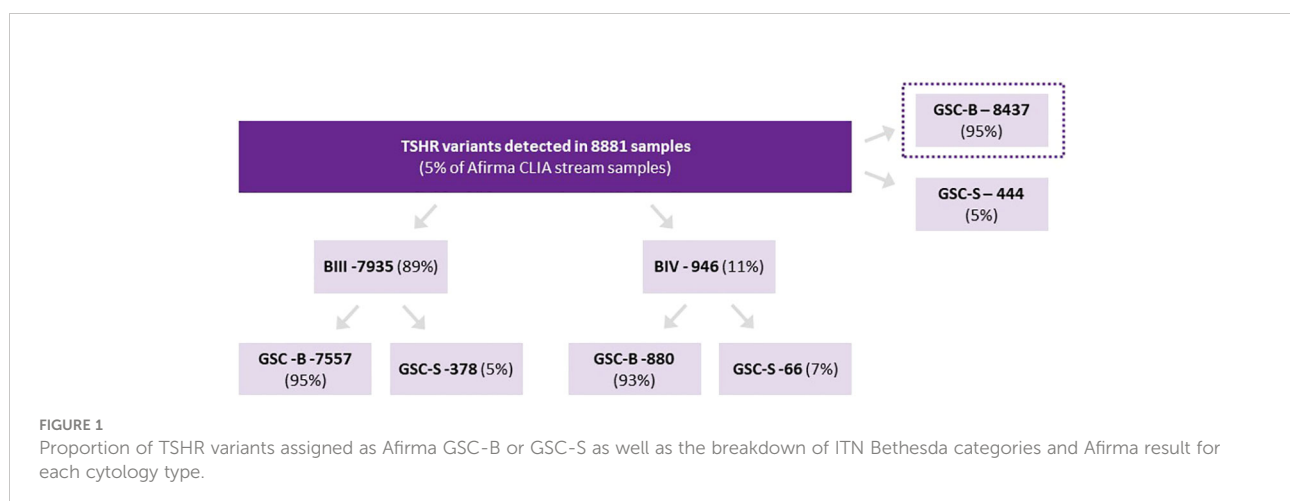 TSHR variants detected in 8881 samples
(5% of Afirma CLIA stream samples)
GSC-B – 8437
(95%)
GSC-S – 444
(5%)
BIII -7935 (89%)
BIV - 946 (11%)
GSC -B -7557
(95%)
GSC-S -378 (5%)
GSC-B -880
(93%)
GSC-S -66 (7%)
FIGURE 1
Proportion of TSHR variants assigned as Afirma GSC-B or GSC-S as well as the breakdown of ITN Bethesda categories and Afirma result for
each cytology type.